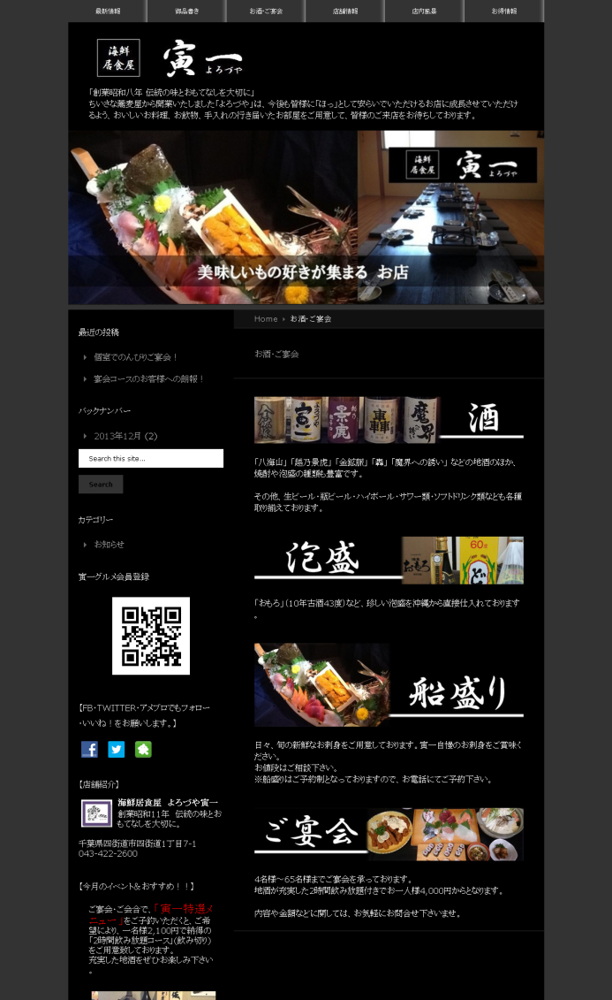 最新情報
御品書き
お酒・ご宴会
店舗情報
店内風景
お得情報
海鮮
居食屋
寅一
よろづや
「創業昭和八年 伝統の味とおもてなしを大切に」
ちいさな蕎麦屋から開業いたしました「よろづや」は、今後も皆様に「ほっ」として安らいでいただけるお店に成長させていただけ
るよう、おいしいお料理、お飲物、手入れの行き届いたお部屋をご用意して、皆様のご来店をお待ちしております。
海鮮
居食屋
寅一
よろづや
美味しいもの好きが集まる お店
最近の投稿
個室でのんびりご宴会！
宴会コースのお客様への朗報！
バックナンバー
2013年12月 (2)
Search this site...
Search
カテゴリー
お知らせ
寅一グルメ会員登録
【FB・TWITTER・アメブロでもフォロー
・いいね！をお願いします。】
【店舗紹介】
海鮮居食屋 よろづや寅一
創業昭和11年 伝統の味とお
もてなしを大切に。
千葉県四街道市四街道1丁目7-1
043-422-2600
【今月のイベント＆おすすめ！！】
ご宴会・ご会合で、「寅一特選メ
ニュー」をご予約いただくと、ご希
望により、一名様2,100円で納得の
「2時間飲み放題コース」(飲み切り)
をご用意致しております。
充実した地酒をぜひお楽しみ下さい
。
Home
お酒・ご宴会
お酒・ご宴会
八海山
寅一
よろづや
越乃
景虎
轟
魔界
酒
「八海山」 「越乃景虎」 「金鉱脈」 「轟」 「魔界への誘い」 などの地酒のほか、
焼酎や泡盛の種類も豊富です。
その他、生ビール・瓶ビール・ハイボール・サワー類・ソフトドリンク類なども各種
取り揃えております。
泡盛
おもろ
60度
「おもろ」（10年古酒43度）など、珍しい泡盛を沖縄から直接仕入れております
。
船盛り
日々、旬の新鮮なお刺身をご用意しております。寅一自慢のお刺身をご賞味く
ださい。
お値段はご相談下さい。
※船盛りはご予約制となっておりますので、お電話にてご予約下さい。
ご宴会
4名様～65名様までご宴会を承っております。
地酒が充実した2時間飲み放題付きでお一人様4,000円からとなります。
内容や金額などに関しては、お気軽にお問合せ下さいませ。